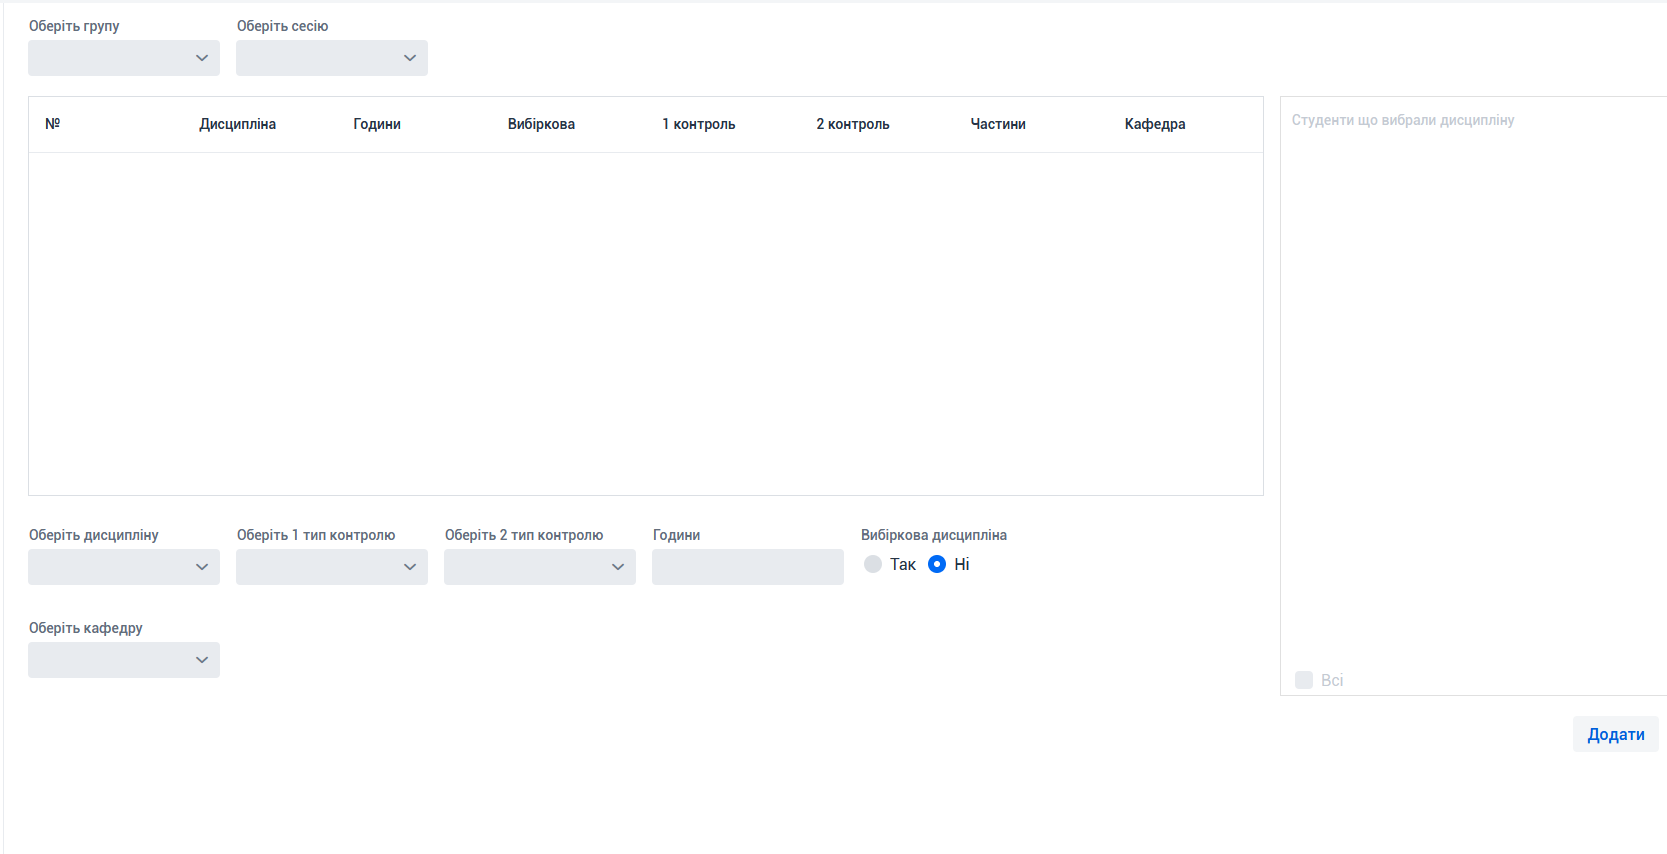 Оберіть групу Оберіть сесію
№ Дисципліна Години Вибіркова 1 контроль 2 контроль Частини Кафедра
Студенти що вибрали дисципліну
Оберіть дисципліну Оберіть 1 тип контролю Оберіть 2 тип контролю Години Вибіркова дисципліна
Так Ні
Оберіть кафедру
Всі
Додати